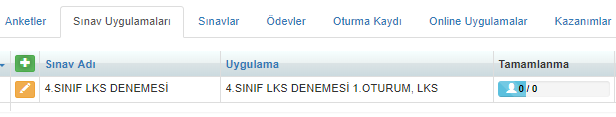 Anketler Sınav Uygulamaları Sınavlar Ödevler Oturma Kaydı Online Uygulamalar Kazanımlar
Sınav Adı Uygulama Tamamlanma
4.SINIF LKS DENEMESİ 4.SINIF LKS DENEMESİ 1.OTURUM, LKS 0 / 0